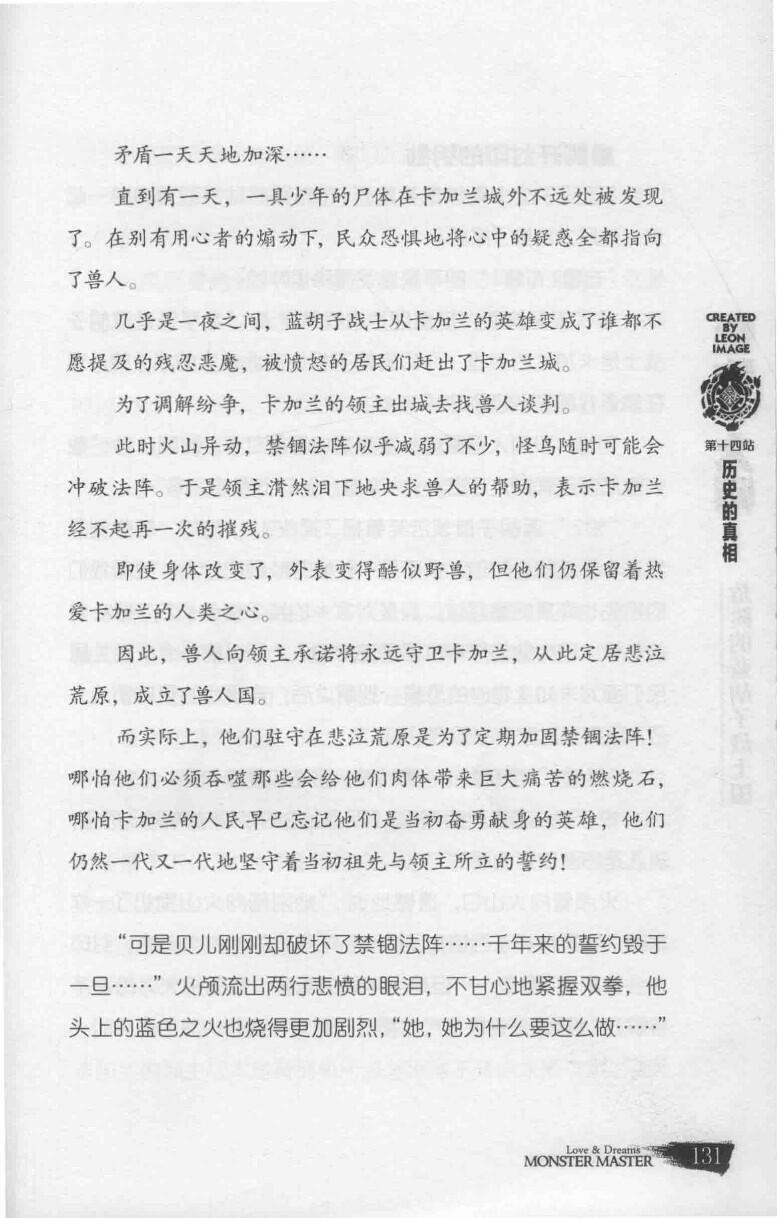 矛盾一天天地加深……
直到有一天，一具少年的尸体在卡加兰城外不远处被发现
了。在别有用心者的煽动下，民众恐惧地将心中的疑惑全都指向
了兽人。
几乎是一夜之间，蓝胡子战士从卡加兰的英雄变成了谁都不
愿提及的残忍恶魔，被愤怒的居民们赶出了卡加兰城。
为了调解纷争，卡加兰的领主出城去找兽人谈判。
此时火山异动，禁锢法阵似乎减弱了不少，怪鸟随时可能会
冲破法阵。于是领主潸然泪下地央求兽人的帮助，表示卡加兰
经不起再一次的摧残。
即使身体改变了，外表变得酷似野兽，但他们仍保留着热
爱卡加兰的人类之心。
因此，兽人向领主承诺将永远守卫卡加兰，从此定居悲泣
荒原，成立了兽人国。
而实际上，他们驻守在悲泣荒原是为了定期加固禁锢法阵！
哪怕他们必须吞噬那些会给他们肉体带来巨大痛苦的燃烧石，
哪怕卡加兰的人民早已忘记他们是当初奋勇献身的英雄，他们
仍然一代又一代地坚守着当初祖先与领主所立的誓约！
“可是贝儿刚刚却破坏了禁锢法阵……千年来的誓约毁于
一旦……”火颅流出两行悲愤的眼泪，不甘心地紧握双拳，他
头上的蓝色之火也烧得更加剧烈，“她，她为什么要这么做……”
CREATED
BY
LEON
IMAGE
第十四站
历史的真相
Love & Dreams
MONSTER MASTER 131